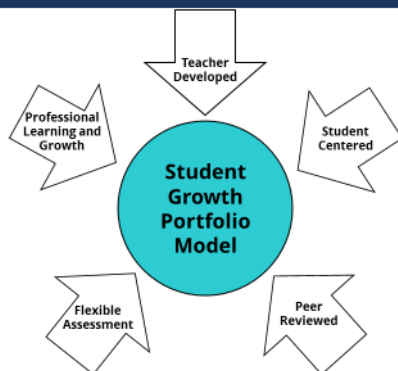 Teacher
Developed
Professional
Learning and
Growth
Student
Centered
Student
Growth
Portfolio
Model
Flexible
Assessment
Peer
Reviewed